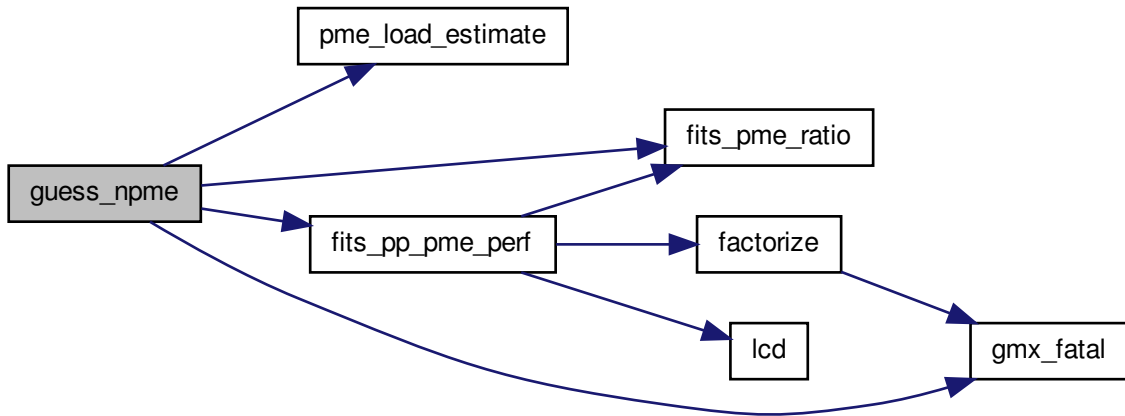 pme_load_estimate
fits_pme_ratio
guess_npme
fits_pp_pme_perf
factorize
lcd
gmx_fatal